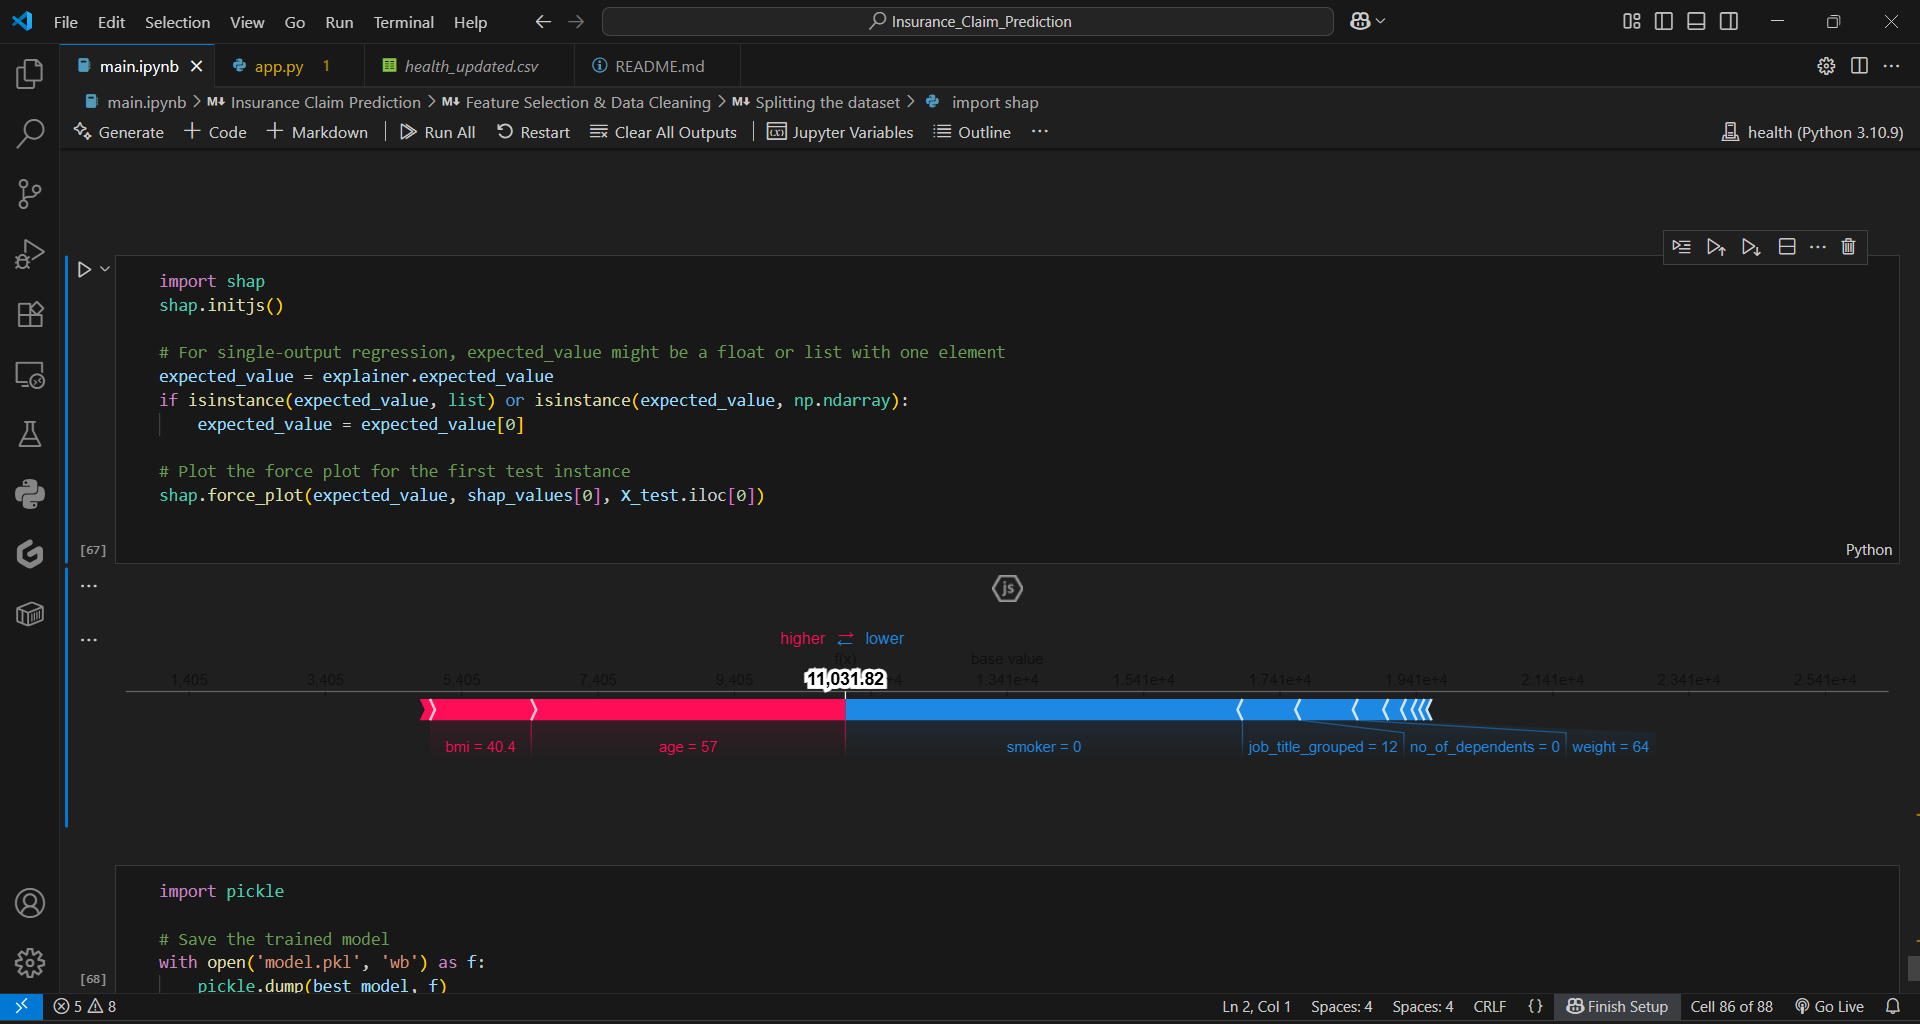 File Edit Selection View Go Run Terminal Help
Insurance_Claim_Prediction
main.ipynb
app.py 1
health_updated.csv
README.md
main.ipynb > M↓ Insurance Claim Prediction > M↓ Feature Selection & Data Cleaning > M↓ Splitting the dataset > import shap
Generate + Code + Markdown Run All Restart Clear All Outputs Jupyter Variables Outline ...
health (Python 3.10.9)
import shap
shap.initjs()
# For single-output regression, expected_value might be a float or list with one element
expected_value = explainer.expected_value
if isinstance(expected_value, list) or isinstance(expected_value, np.ndarray):
    expected_value = expected_value[0]
# Plot the force plot for the first test instance
shap.force_plot(expected_value, shap_values[0], X_test.iloc[0])
[67]
Python
js
higher ⇄ lower
f(x) base value
1,405 3,405 5,405 7,405 9,405 11,031.82 1.341e+4 1.541e+4 1.741e+4 1.941e+4 2.141e+4 2.341e+4 2.541e+4
bmi = 40.4 age = 57 smoker = 0 job_title_grouped = 12 no_of_dependents = 0 weight = 64
import pickle
# Save the trained model
with open('model.pkl', 'wb') as f:
    pickle.dump(best_model, f)
[68]
5 8
Ln 2, Col 1 Spaces: 4 Spaces: 4 CRLF {} Finish Setup Cell 86 of 88 Go Live